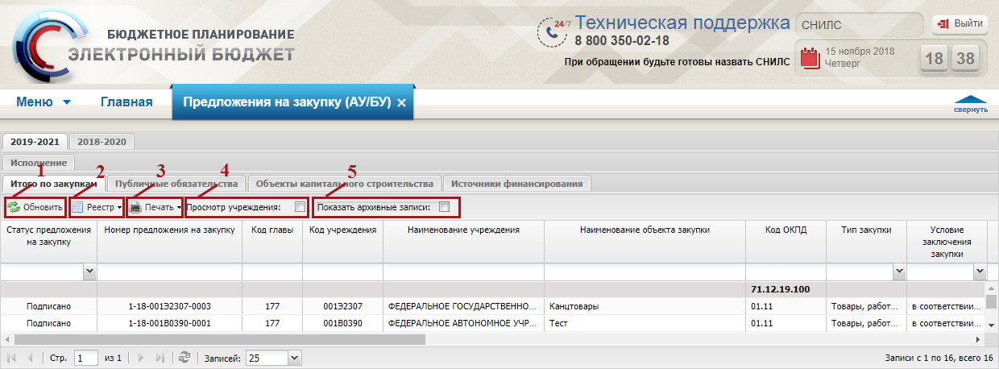 БЮДЖЕТНОЕ ПЛАНИРОВАНИЕ
ЭЛЕКТРОННЫЙ БЮДЖЕТ
24/7 Техническая поддержка
8 800 350-02-18
При обращении будьте готовы назвать СНИЛС
СНИЛС
Выйти
15 ноября 2018
Четверг
18 38
Меню Главная Предложения на закупку (АУ/БУ)
свернуть
2019-2021 2018-2020
Исполнение
1 2 3 4 5
Итого по закупкам Публичные обязательства Объекты капитального строительства Источники финансирования
Обновить Реестр Печать Просмотр учреждения: Показать архивные записи:
Статус предложения на закупку Номер предложения на закупку Код главы Код учреждения Наименование учреждения Наименование объекта закупки Код ОКПД Тип закупки Условие заключения закупки
71.12.19.100
Подписано 1-18-001Э2307-0003 177 001Э2307 ФЕДЕРАЛЬНОЕ ГОСУДАРСТВЕННО... Канцтовары 01.11 Товары, работ... в соответствии...
Подписано 1-18-001В0390-0001 177 001В0390 ФЕДЕРАЛЬНОЕ АВТОНОМНОЕ УЧР... Тест 01.11 Товары, работ... в соответствии...
Стр. 1 из 1 Записей: 25 Записи с 1 по 16, всего 16